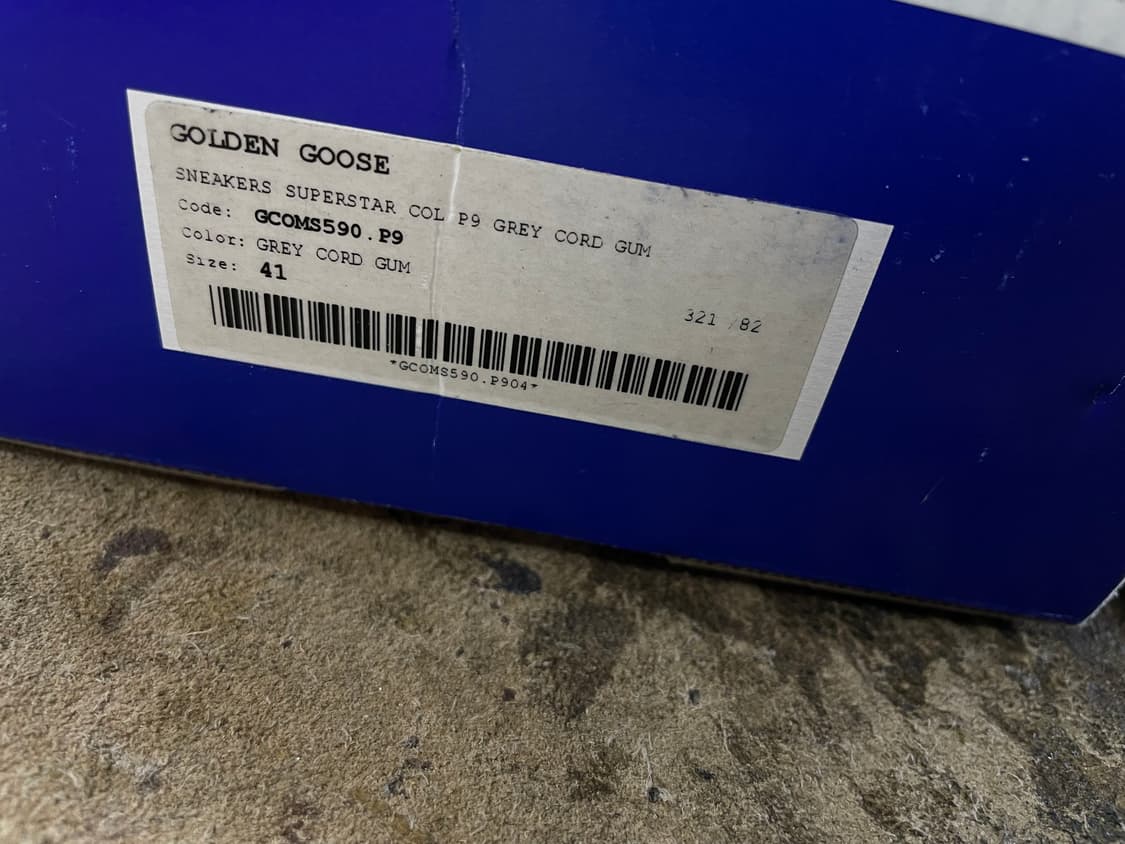 GOLDEN GOOSE
SNEAKERS SUPERSTAR COL P9 GREY CORD GUM
Code: GCOMS590.P9
Color: GREY CORD GUM
Size: 41
321 /82
*GCOMS590.P904*